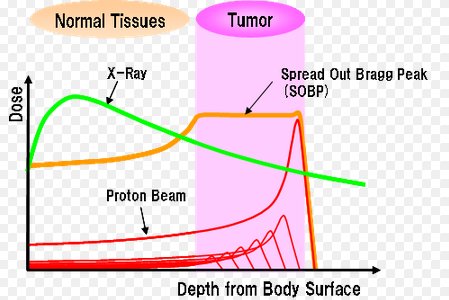 Normal Tissues
Tumor
X-Ray
Spread Out Bragg Peak
(SOBP)
Dose
Proton Beam
Depth from Body Surface